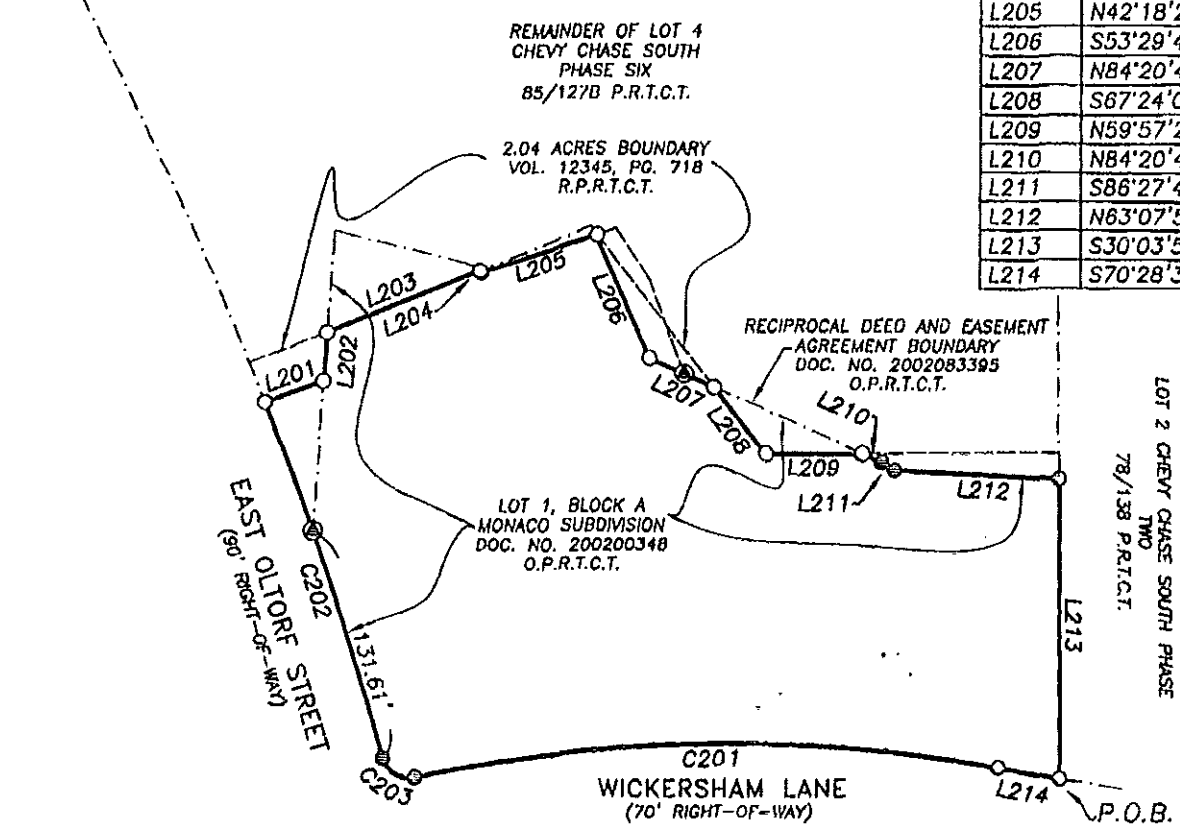 REMAINDER OF LOT 4
CHEVY CHASE SOUTH
PHASE SIX
85/127B P.R.T.C.T.
2.04 ACRES BOUNDARY
VOL. 12345, PG. 718
R.P.R.T.C.T.
L205 N42°18'2
L206 S53°29'4
L207 N84°20'4
L208 S67°24'0
L209 N59°57'2
L210 N84°20'4
L211 S86°27'4
L212 N63°07'5
L213 S30°03'5
L214 S70°28'3
L203
L204
L205
L206
L202
L201
L207
L208
RECIPROCAL DEED AND EASEMENT
AGREEMENT BOUNDARY
DOC. NO. 2002083395
O.P.R.T.C.T.
L210
L209
L211
L212
LOT 2 CHEVY CHASE SOUTH PHASE
TWO
78/138 P.R.T.C.T.
LOT 1, BLOCK A
MONACO SUBDIVISION
DOC. NO. 200200348
O.P.R.T.C.T.
EAST OLTORF STREET
(90' RIGHT-OF-WAY)
C202
131.61'
L213
C203
C201
WICKERSHAM LANE
(70' RIGHT-OF-WAY)
L214
P.O.B.